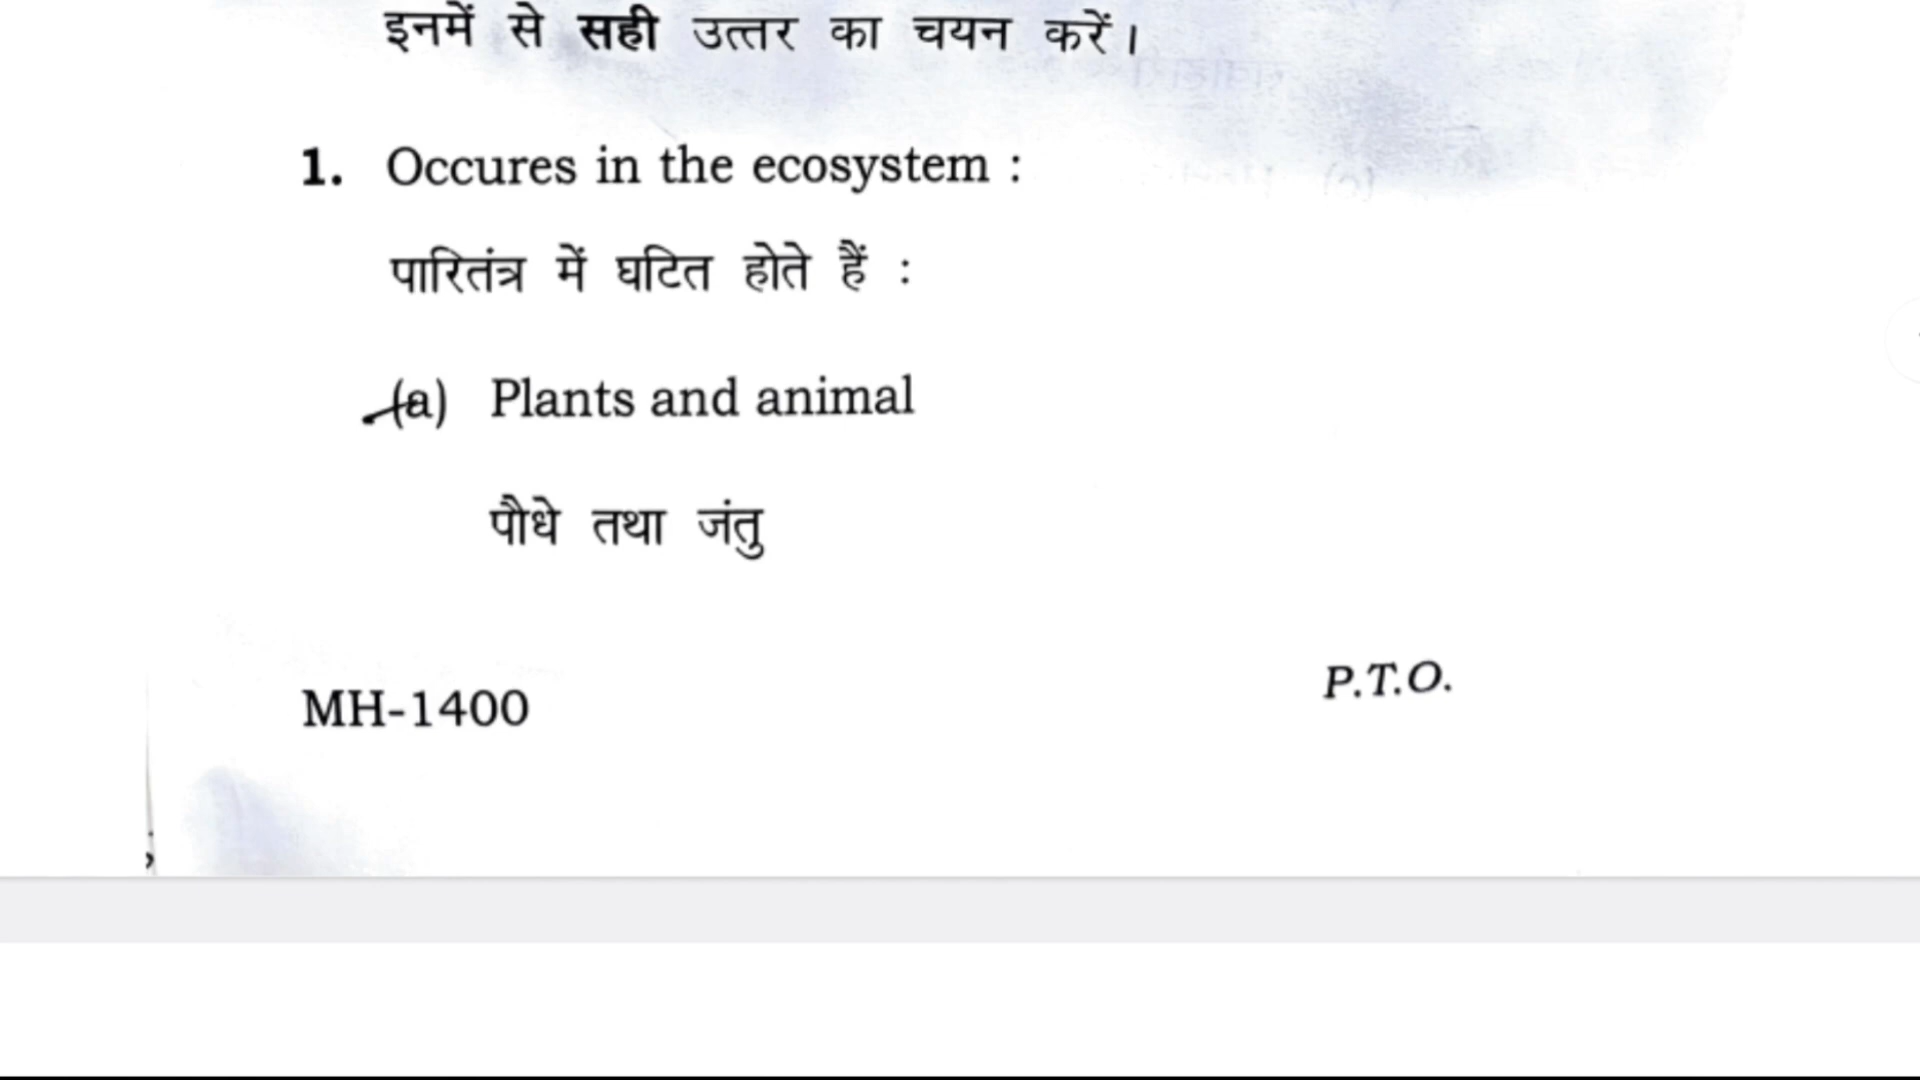 इनमें से सही उत्तर का चयन करें।
1. Occures in the ecosystem :
पारितंत्र में घटित होते हैं :
(a) Plants and animal
पौधे तथा जंतु
MH-1400
P.T.O.